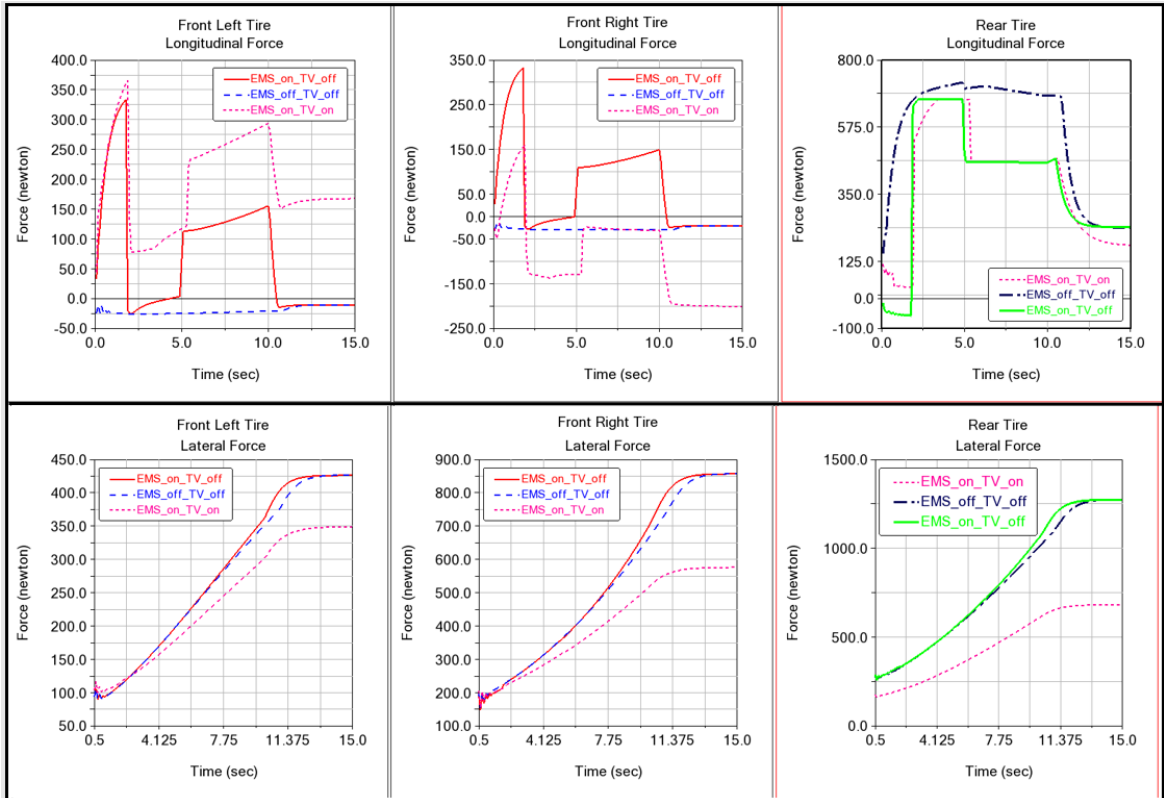 Front Left Tire
Longitudinal Force
400.0
350.0
300.0
250.0
200.0
150.0
100.0
50.0
0.0
-50.0
Force (newton)
EMS_on_TV_off
EMS_off_TV_off
EMS_on_TV_on
0.0 5.0 10.0 15.0
Time (sec)
Front Right Tire
Longitudinal Force
350.0
250.0
150.0
50.0
0.0
-50.0
-150.0
-250.0
Force (newton)
EMS_on_TV_off
EMS_off_TV_off
EMS_on_TV_on
0.0 5.0 10.0 15.0
Time (sec)
Rear Tire
Longitudinal Force
800.0
575.0
350.0
125.0
0.0
-100.0
Force (newton)
EMS_on_TV_on
EMS_off_TV_off
EMS_on_TV_off
0.0 5.0 10.0 15.0
Time (sec)
Front Left Tire
Lateral Force
450.0
400.0
350.0
300.0
250.0
200.0
150.0
100.0
50.0
Force (newton)
EMS_on_TV_off
EMS_off_TV_off
EMS_on_TV_on
0.5 4.125 7.75 11.375 15.0
Time (sec)
Front Right Tire
Lateral Force
900.0
800.0
700.0
600.0
500.0
400.0
300.0
200.0
100.0
Force (newton)
EMS_on_TV_off
EMS_off_TV_off
EMS_on_TV_on
0.5 4.125 7.75 11.375 15.0
Time (sec)
Rear Tire
Lateral Force
1500.0
1000.0
500.0
0.0
Force (newton)
EMS_on_TV_on
EMS_off_TV_off
EMS_on_TV_off
0.5 4.125 7.75 11.375 15.0
Time (sec)